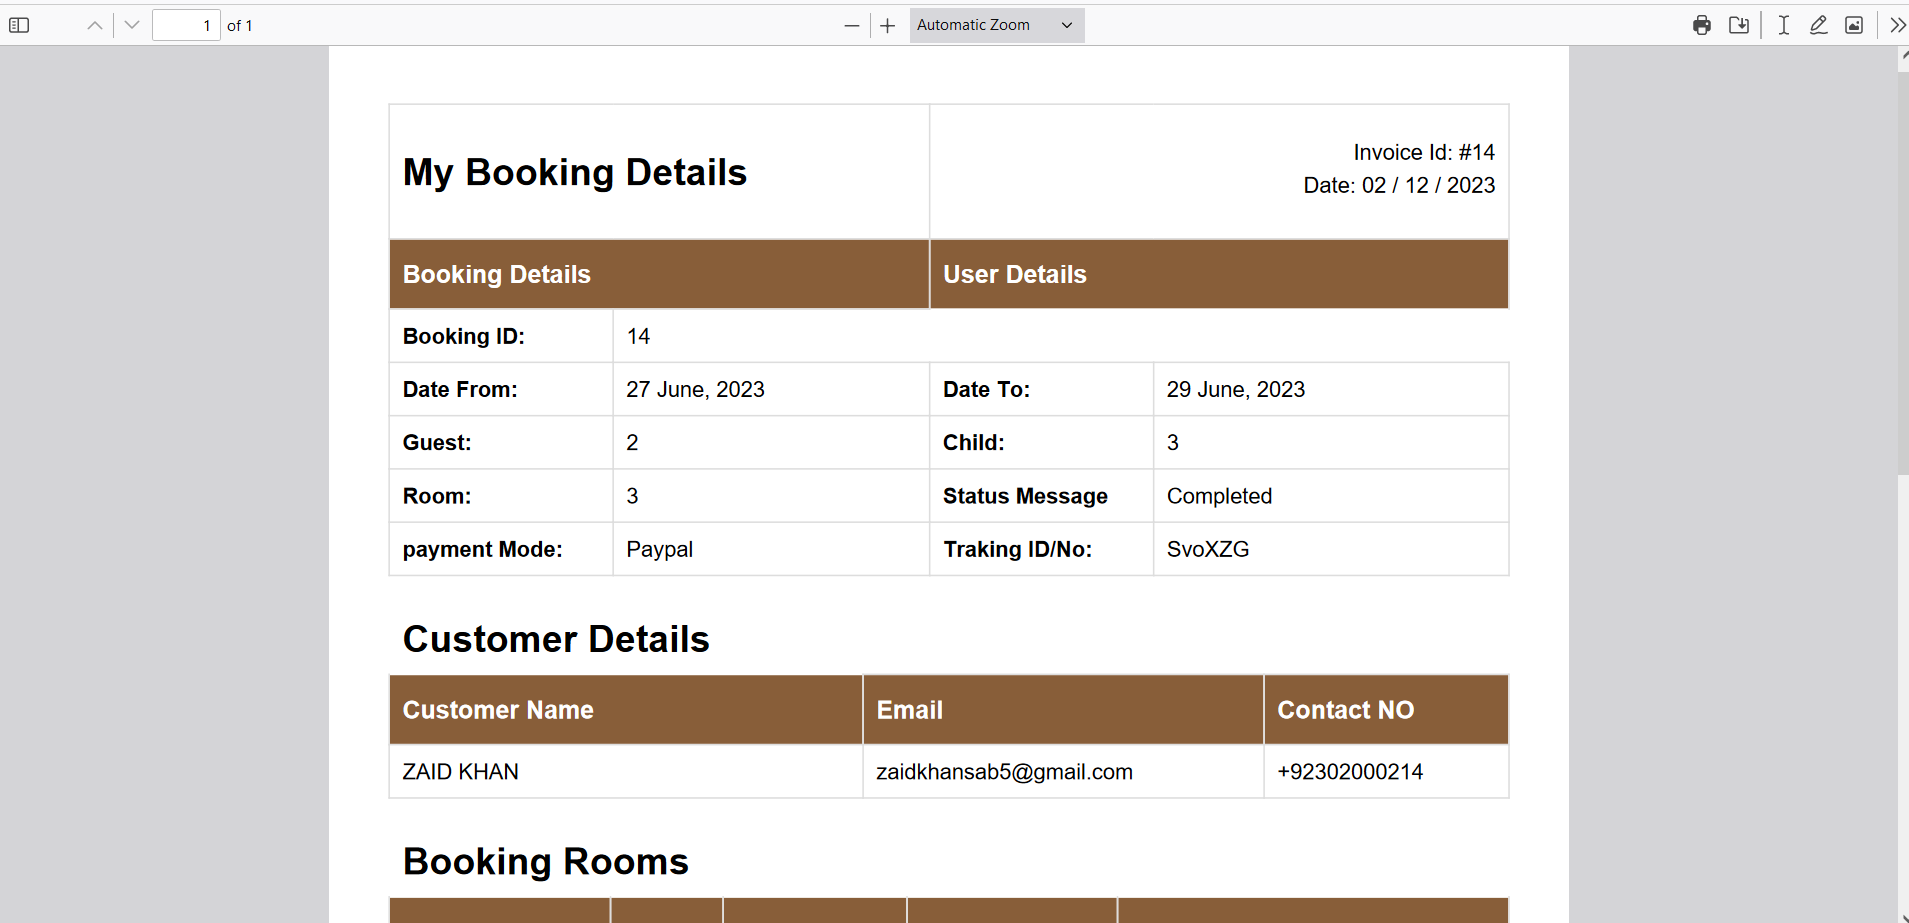 1 of 1
Automatic Zoom
My Booking Details
Invoice Id: #14
Date: 02 / 12 / 2023
Booking Details User Details
Booking ID: 14
Date From: 27 June, 2023 Date To: 29 June, 2023
Guest: 2 Child: 3
Room: 3 Status Message Completed
payment Mode: Paypal Traking ID/No: SvoXZG
Customer Details
Customer Name Email Contact NO
ZAID KHAN zaidkhansab5@gmail.com +92302000214
Booking Rooms